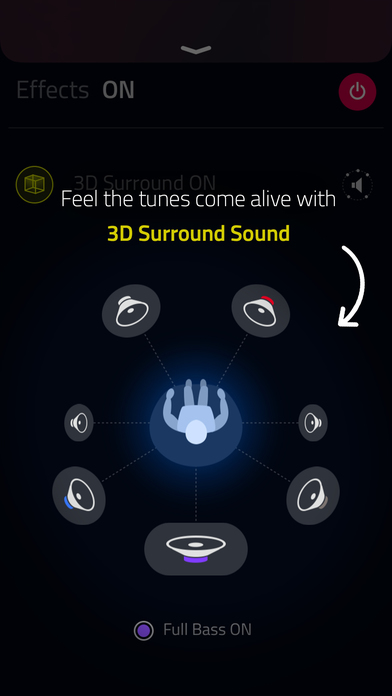 Effects ON
3D Surround ON
Feel the tunes come alive with
3D Surround Sound
Full Bass ON